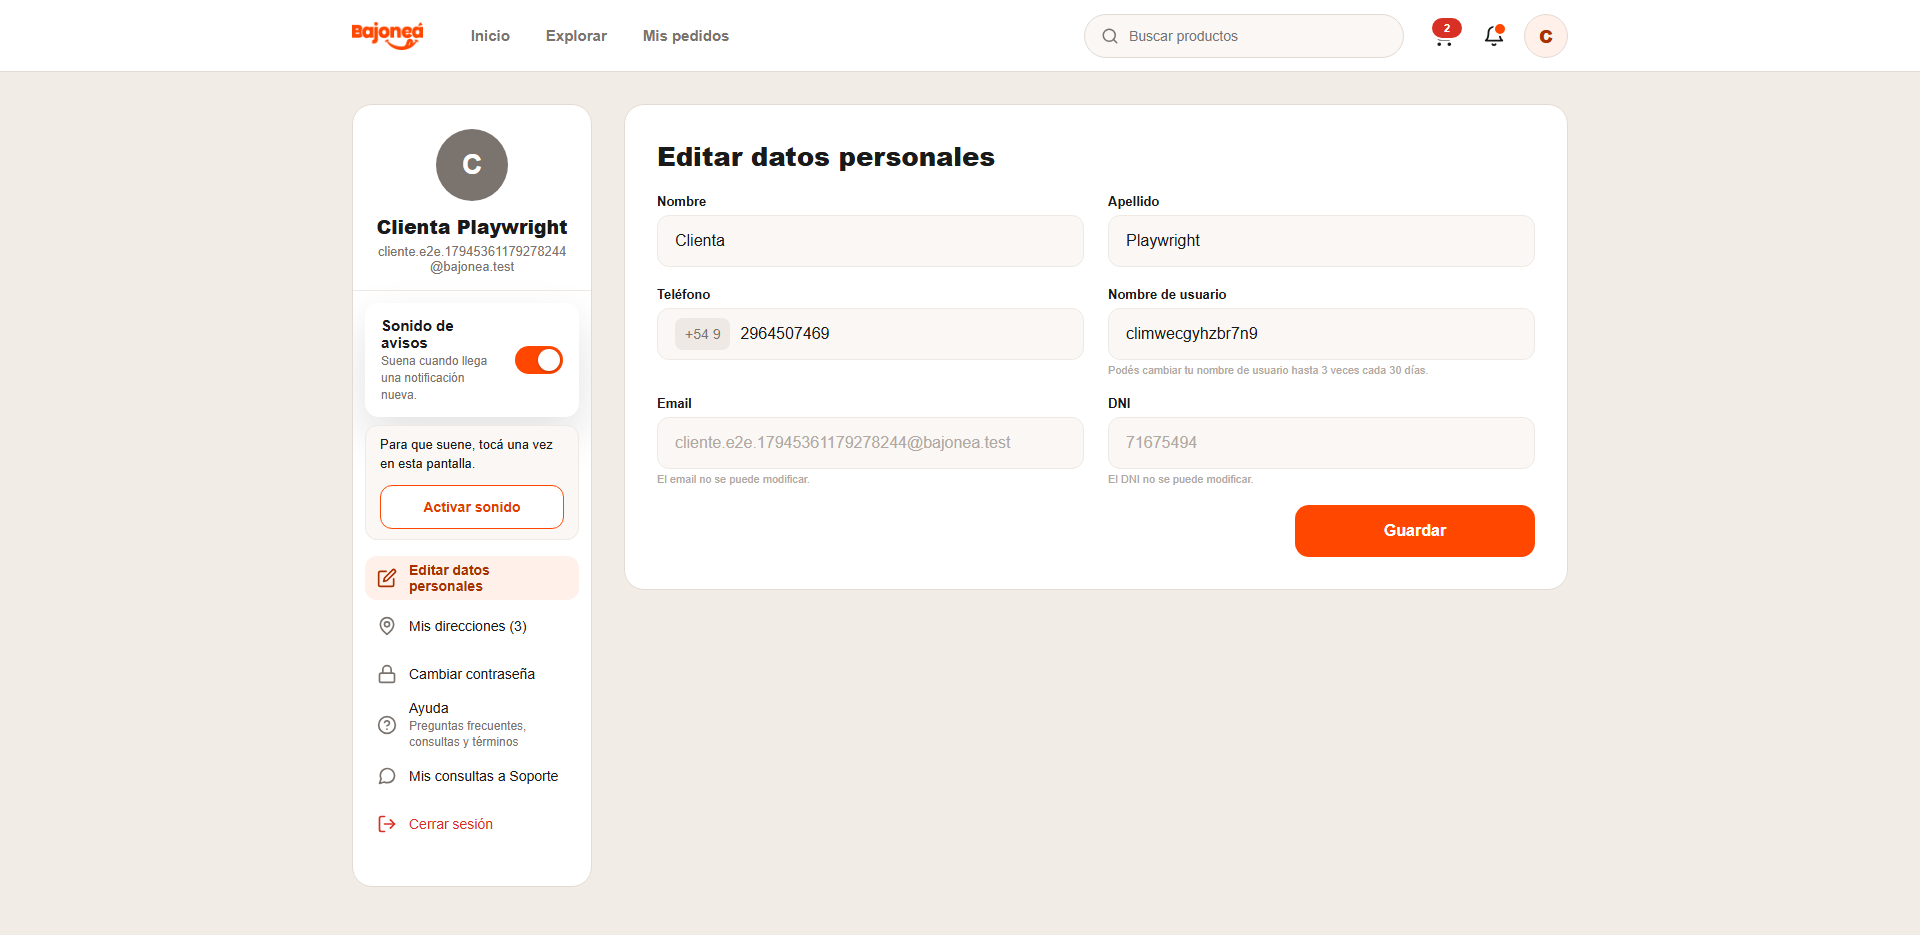 Bajoneá
Inicio
Explorar
Mis pedidos
Buscar productos
2
C
C
Clienta Playwright
cliente.e2e.17945361179278244
@bajonea.test
Sonido de
avisos
Suena cuando llega
una notificación
nueva.
Para que suene, tocá una vez
en esta pantalla.
Activar sonido
Editar datos
personales
Mis direcciones (3)
Cambiar contraseña
Ayuda
Preguntas frecuentes,
consultas y términos
Mis consultas a Soporte
Cerrar sesión
Editar datos personales
Nombre
Clienta
Apellido
Playwright
Teléfono
+54 9 2964507469
Nombre de usuario
climwecgyhzbr7n9
Podés cambiar tu nombre de usuario hasta 3 veces cada 30 días.
Email
cliente.e2e.17945361179278244@bajonea.test
El email no se puede modificar.
DNI
71675494
El DNI no se puede modificar.
Guardar